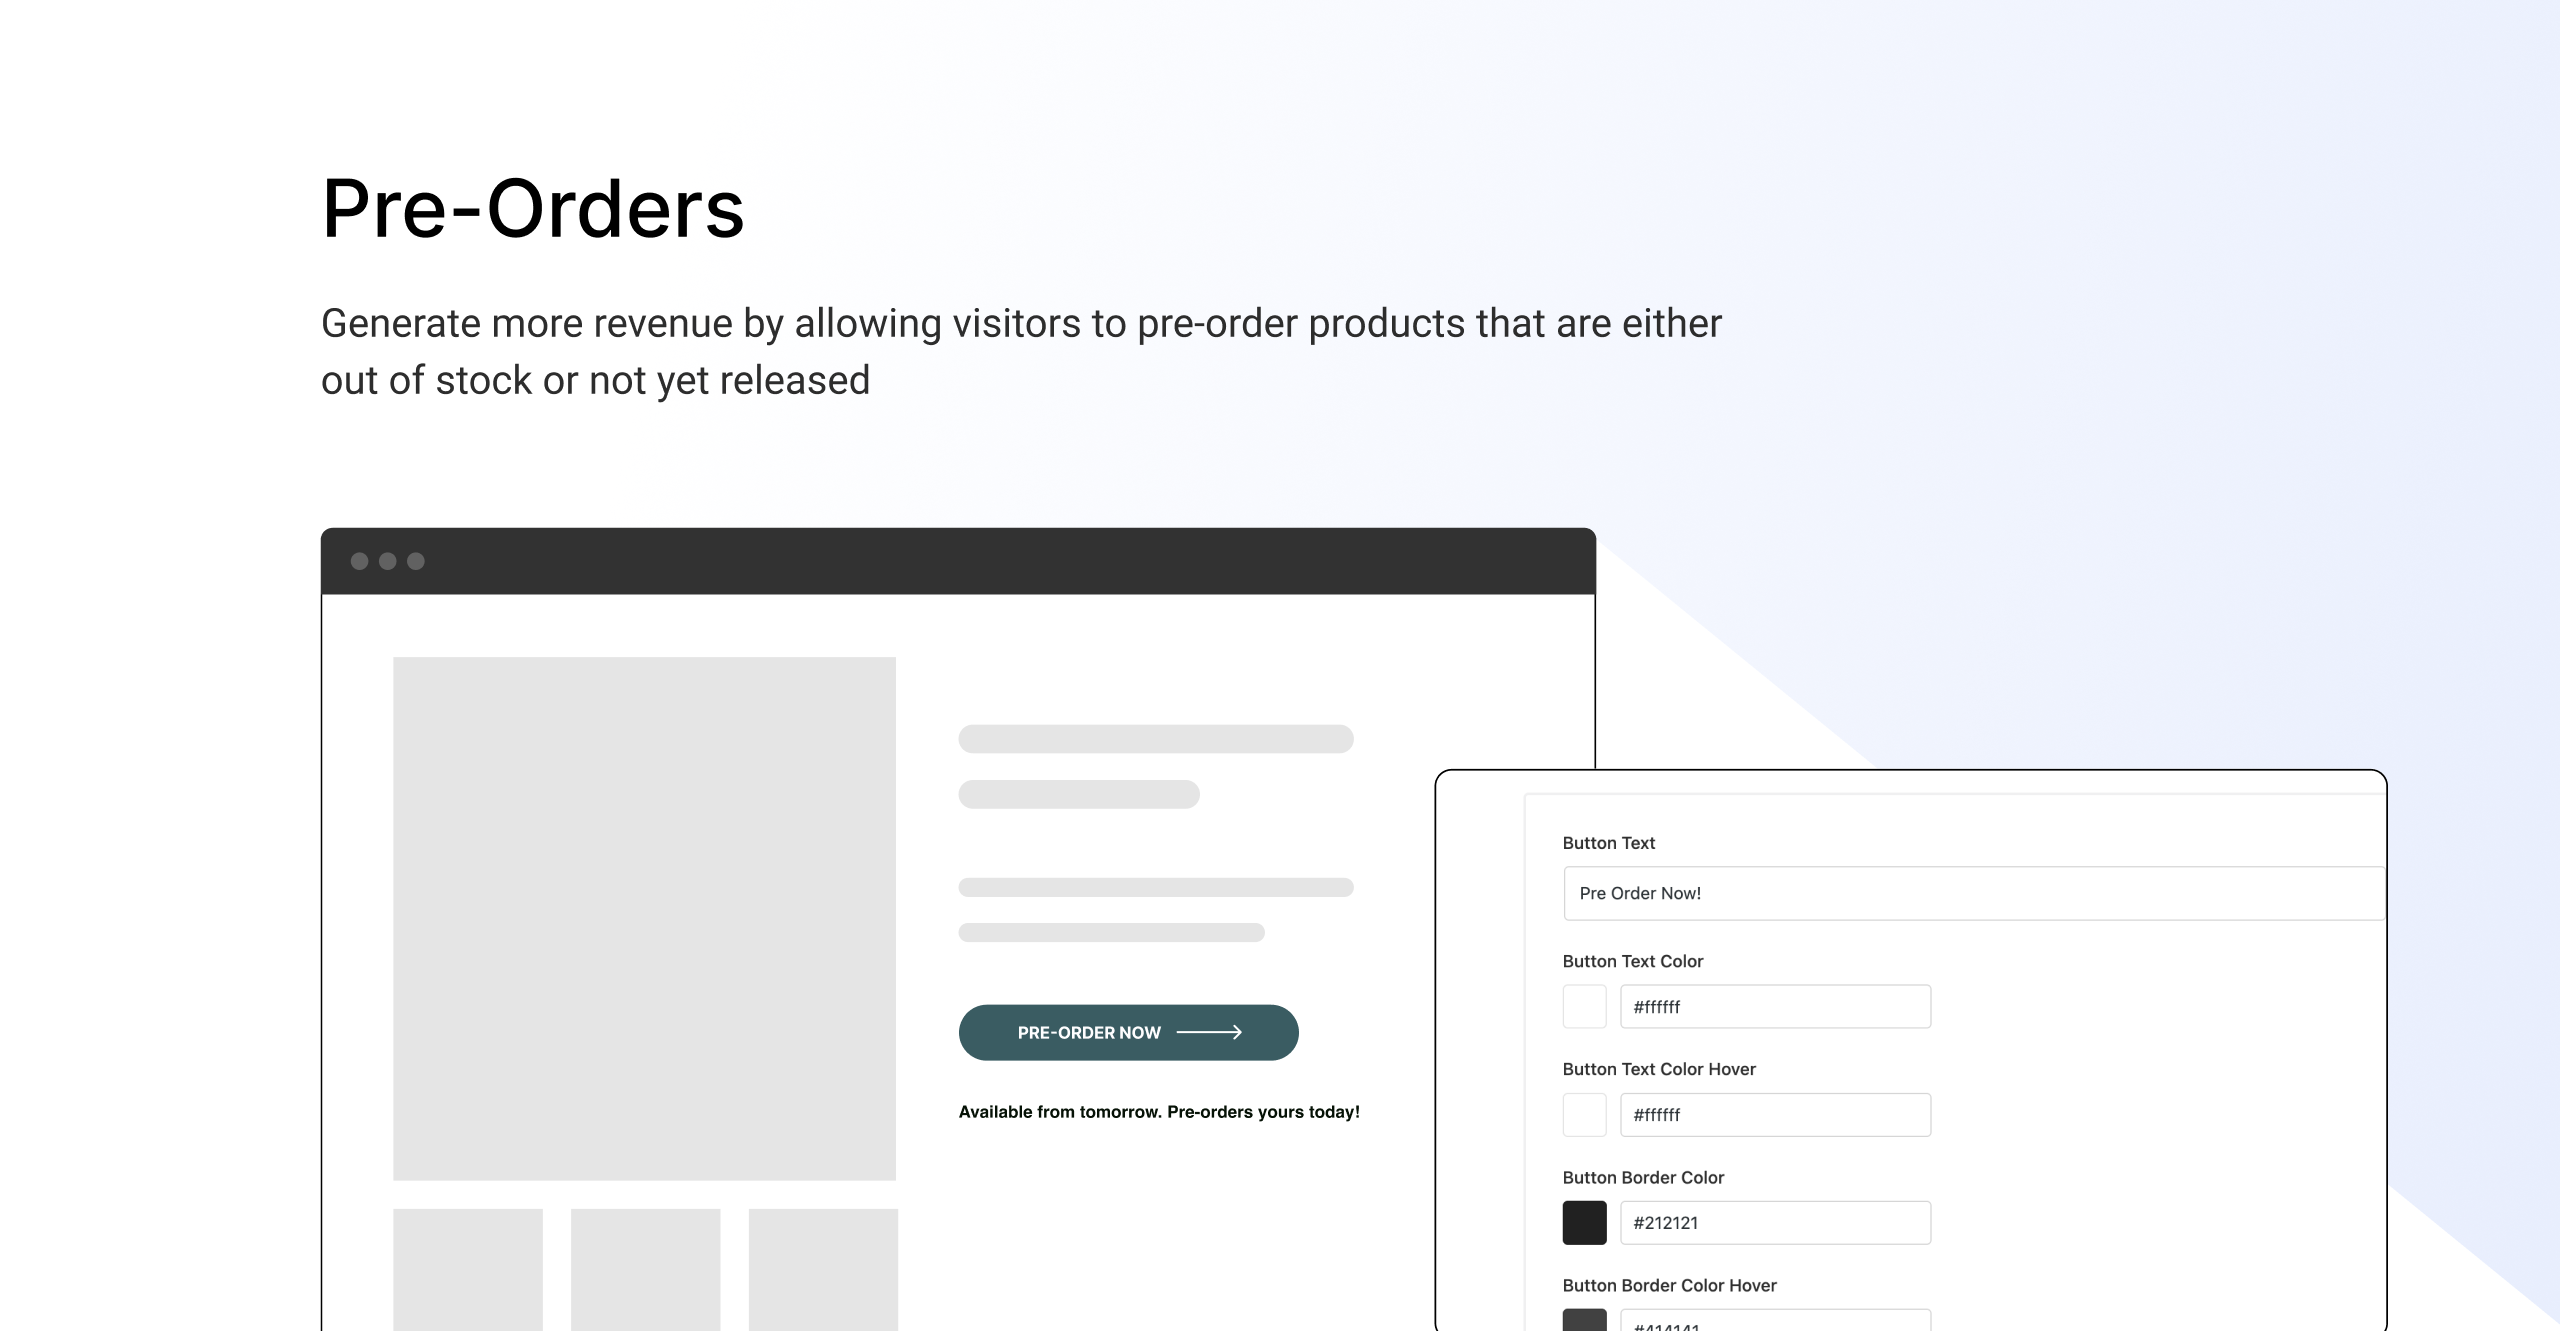 Pre-Orders
Generate more revenue by allowing visitors to pre-order products that are either
out of stock or not yet released
PRE-ORDER NOW
Available from tomorrow. Pre-orders yours today!
Button Text
Pre Order Now!
Button Text Color
#ffffff
Button Text Color Hover
#ffffff
Button Border Color
#212121
Button Border Color Hover
#414141